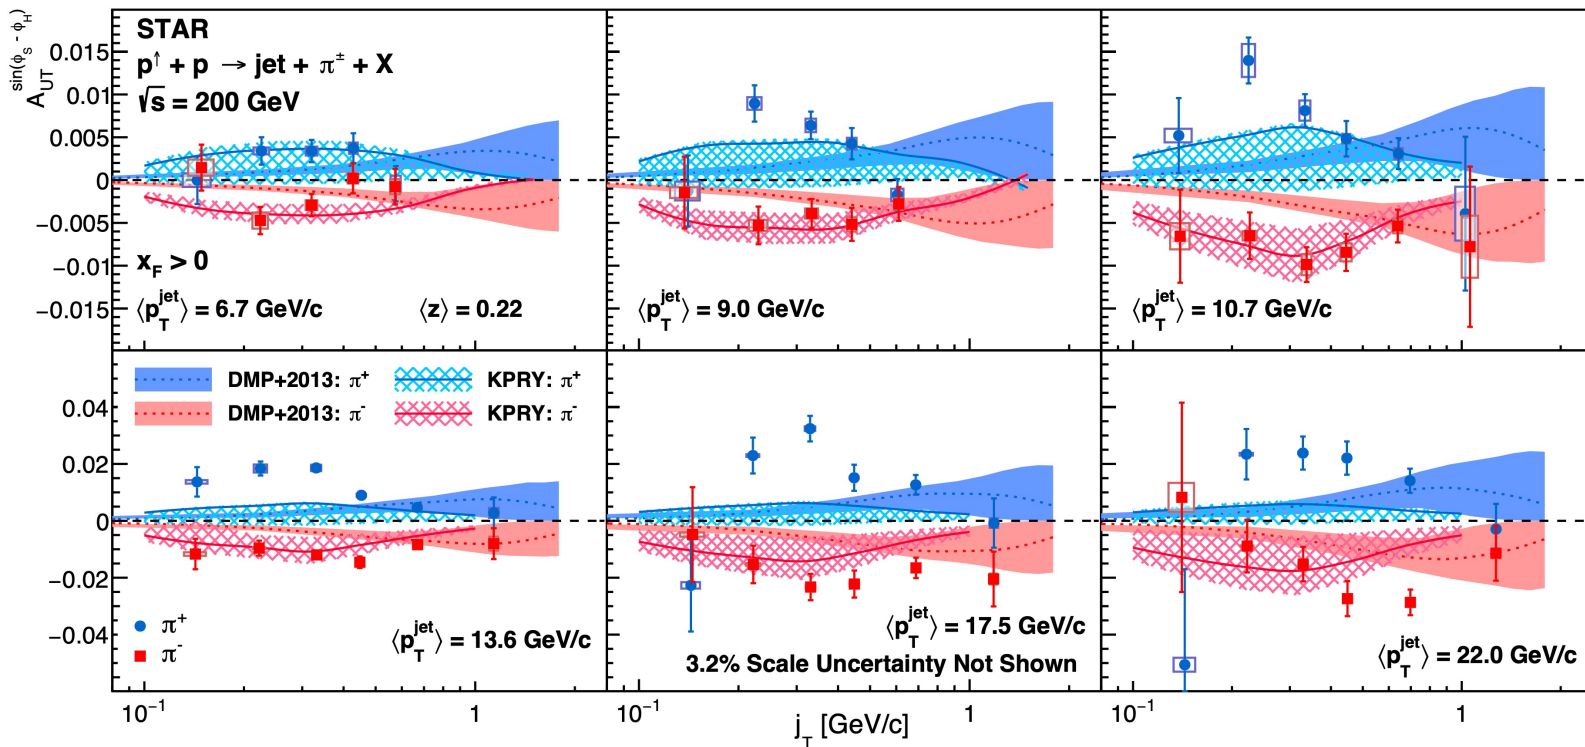 A_UT^sin(ϕ_S - ϕ_H)
STAR
p↑ + p → jet + π± + X
√s = 200 GeV
x_F > 0
⟨p_T^jet⟩ = 6.7 GeV/c
⟨z⟩ = 0.22
⟨p_T^jet⟩ = 9.0 GeV/c
⟨p_T^jet⟩ = 10.7 GeV/c
0.015
0.01
0.005
0
−0.005
−0.01
−0.015
DMP+2013: π+
KPRY: π+
DMP+2013: π-
KPRY: π-
0.04
0.02
0
−0.02
−0.04
π+
π-
⟨p_T^jet⟩ = 13.6 GeV/c
⟨p_T^jet⟩ = 17.5 GeV/c
3.2% Scale Uncertainty Not Shown
⟨p_T^jet⟩ = 22.0 GeV/c
10^−1 1 10^−1 1 10^−1 1
j_T [GeV/c]